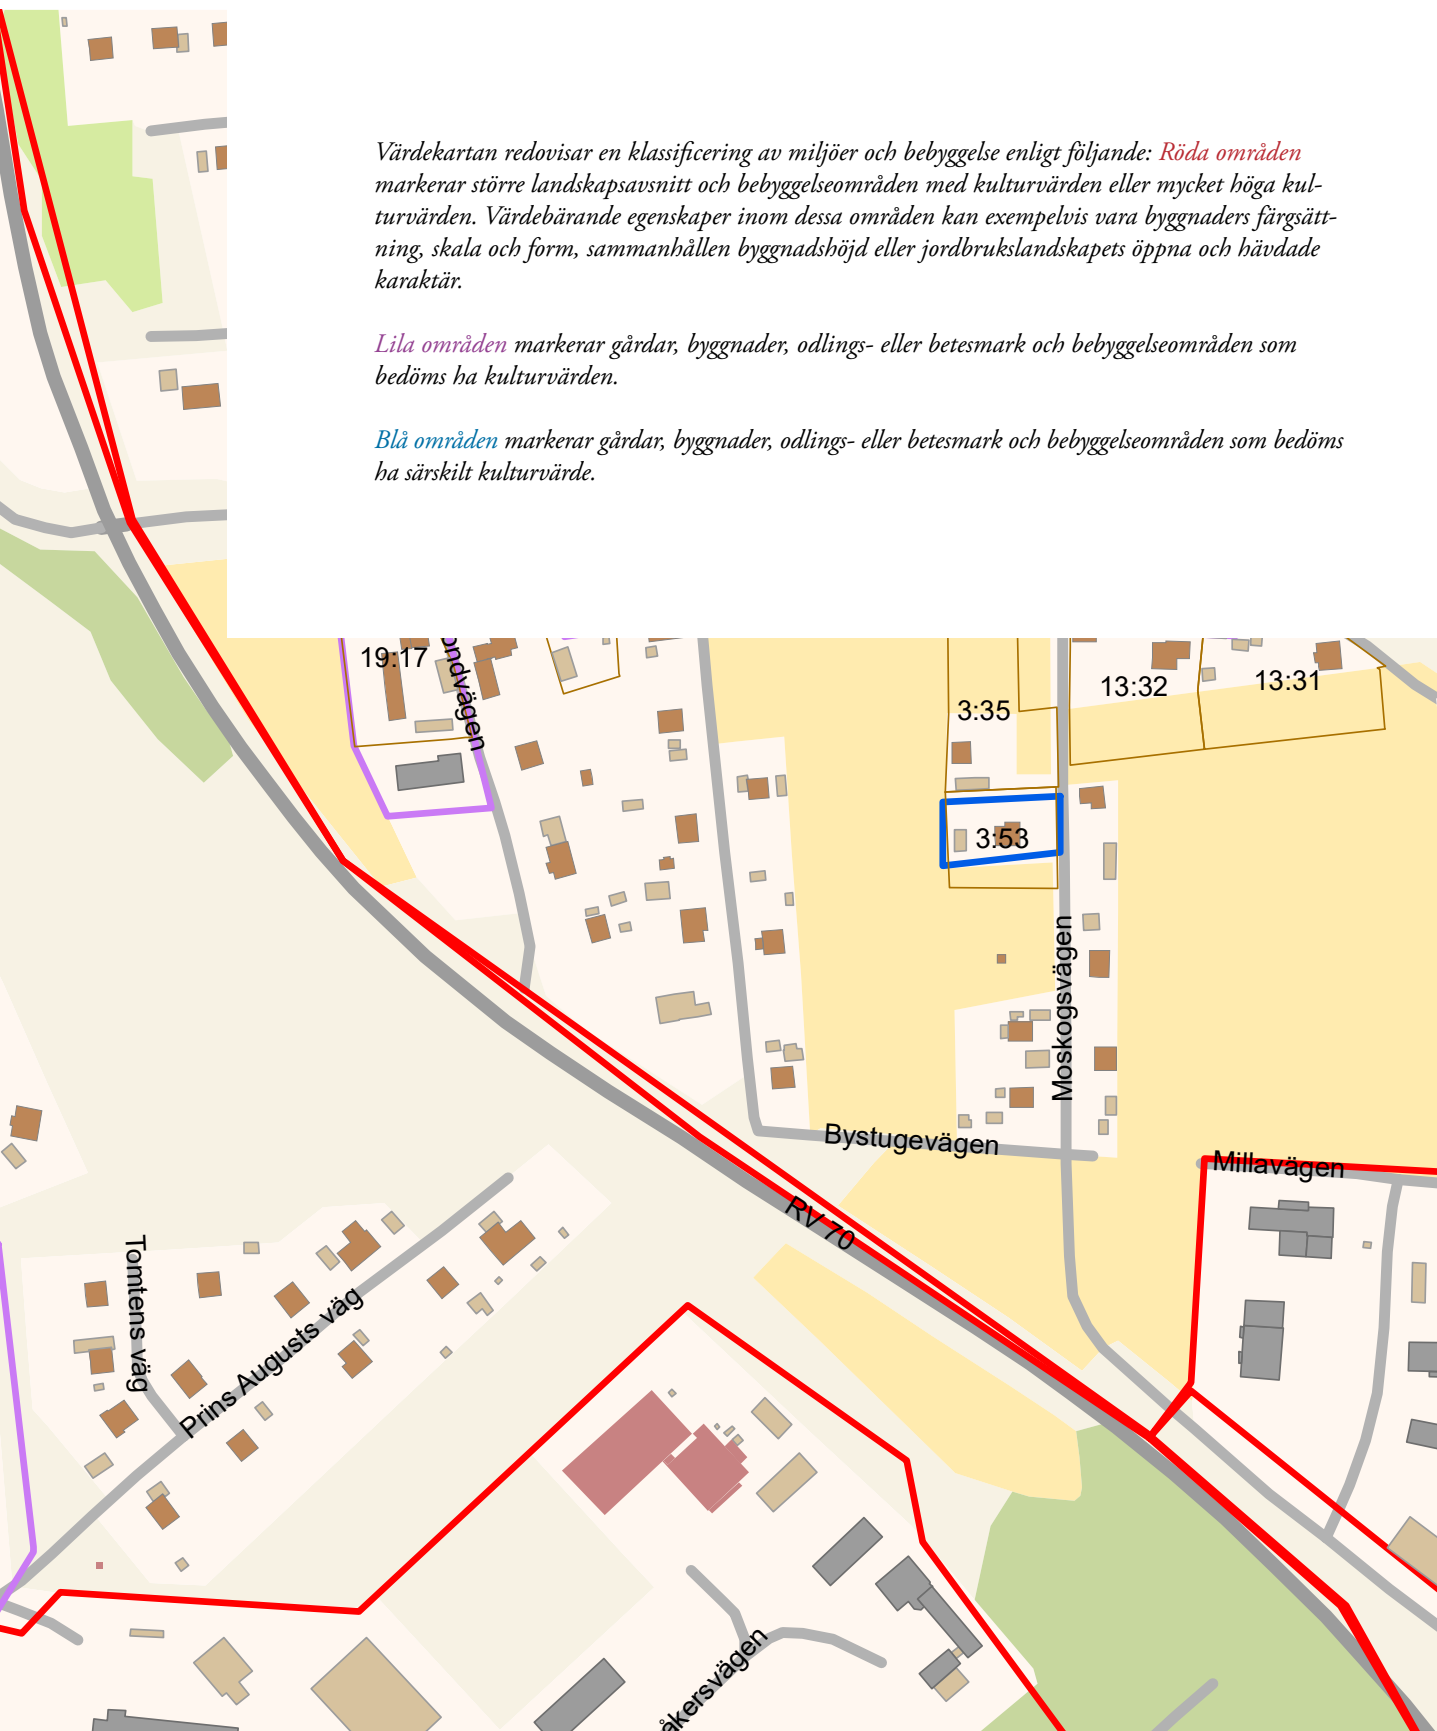 Värdekartan redovisar en klassificering av miljöer och bebyggelse enligt följande: Röda områden
markerar större landskapsavsnitt och bebyggelseområden med kulturvärden eller mycket höga kul-
turvärden. Värdebärande egenskaper inom dessa områden kan exempelvis vara byggnaders färgsätt-
ning, skala och form, sammanhållen byggnadshöjd eller jordbrukslandskapets öppna och hävdade
karaktär.
Lila områden markerar gårdar, byggnader, odlings- eller betesmark och bebyggelseområden som
bedöms ha kulturvärden.
Blå områden markerar gårdar, byggnader, odlings- eller betesmark och bebyggelseområden som bedöms
ha särskilt kulturvärde.
19:17
ondvägen
3:35
13:32
13:31
3:53
Moskogsvägen
Bystugevägen
Millavägen
RV 70
Tomtens väg
Prins Augusts väg
åkersvägen